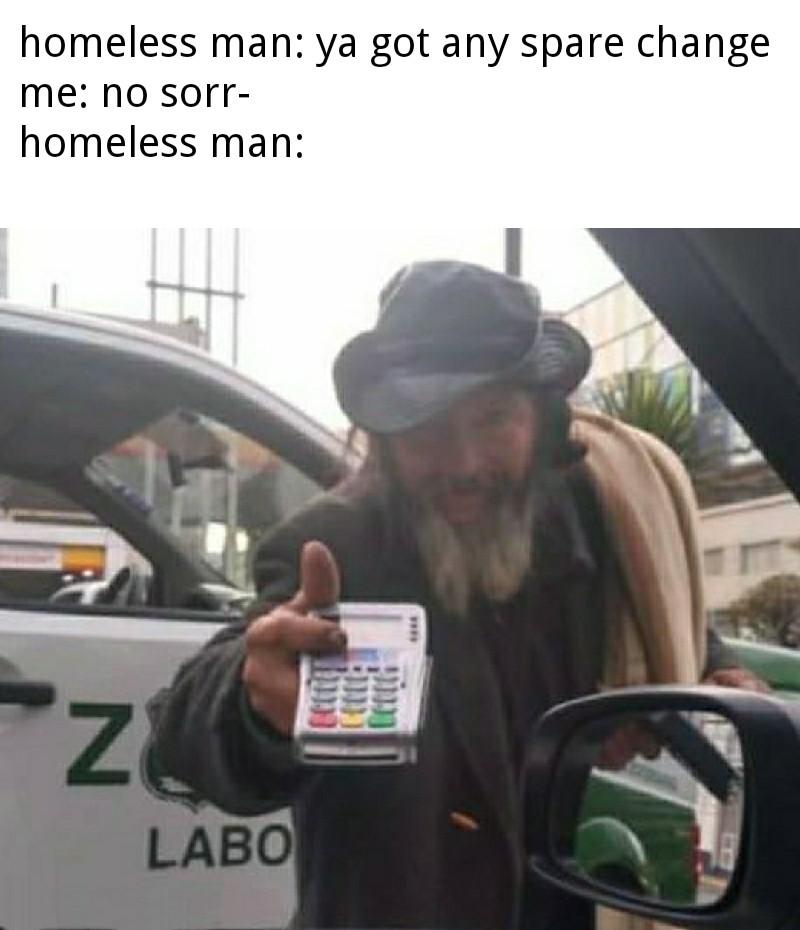 homeless man: ya got any spare change
me: no sorr-
homeless man:
Z
LABO